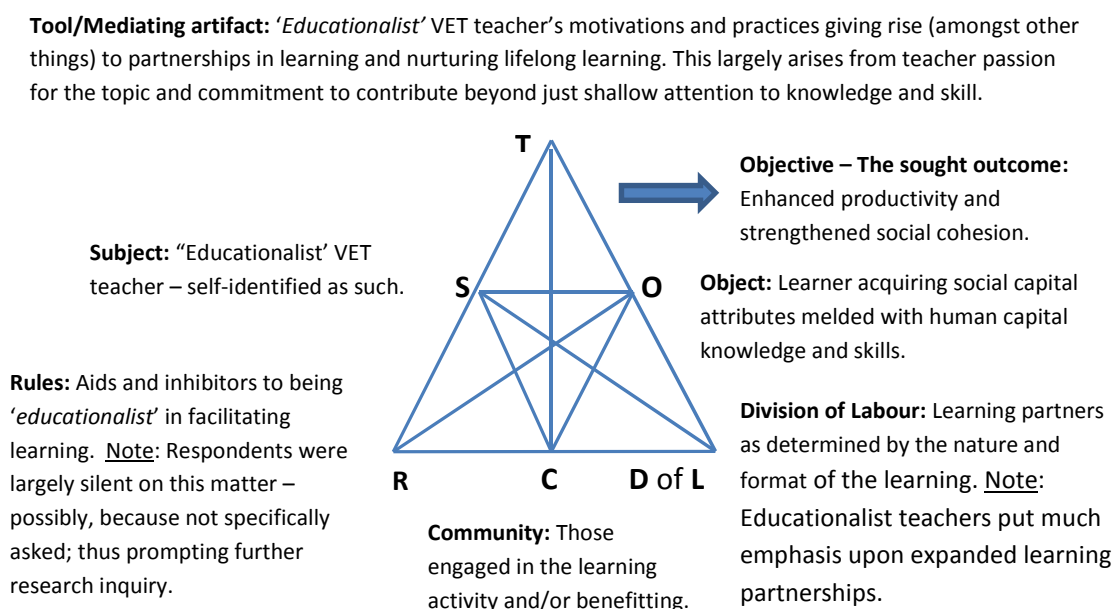 Tool/Mediating artifact: ‘Educationalist’ VET teacher’s motivations and practices giving rise (amongst other
things) to partnerships in learning and nurturing lifelong learning. This largely arises from teacher passion
for the topic and commitment to contribute beyond just shallow attention to knowledge and skill.
T
Objective – The sought outcome:
Enhanced productivity and
strengthened social cohesion.
Subject: “Educationalist’ VET
teacher – self-identified as such.
S
O
Object: Learner acquiring social capital
attributes melded with human capital
knowledge and skills.
Rules: Aids and inhibitors to being
‘educationalist’ in facilitating
learning. Note: Respondents were
largely silent on this matter –
possibly, because not specifically
asked; thus prompting further
research inquiry.
R
C
D of L
Division of Labour: Learning partners
as determined by the nature and
format of the learning. Note:
Educationalist teachers put much
emphasis upon expanded learning
partnerships.
Community: Those
engaged in the learning
activity and/or benefitting.